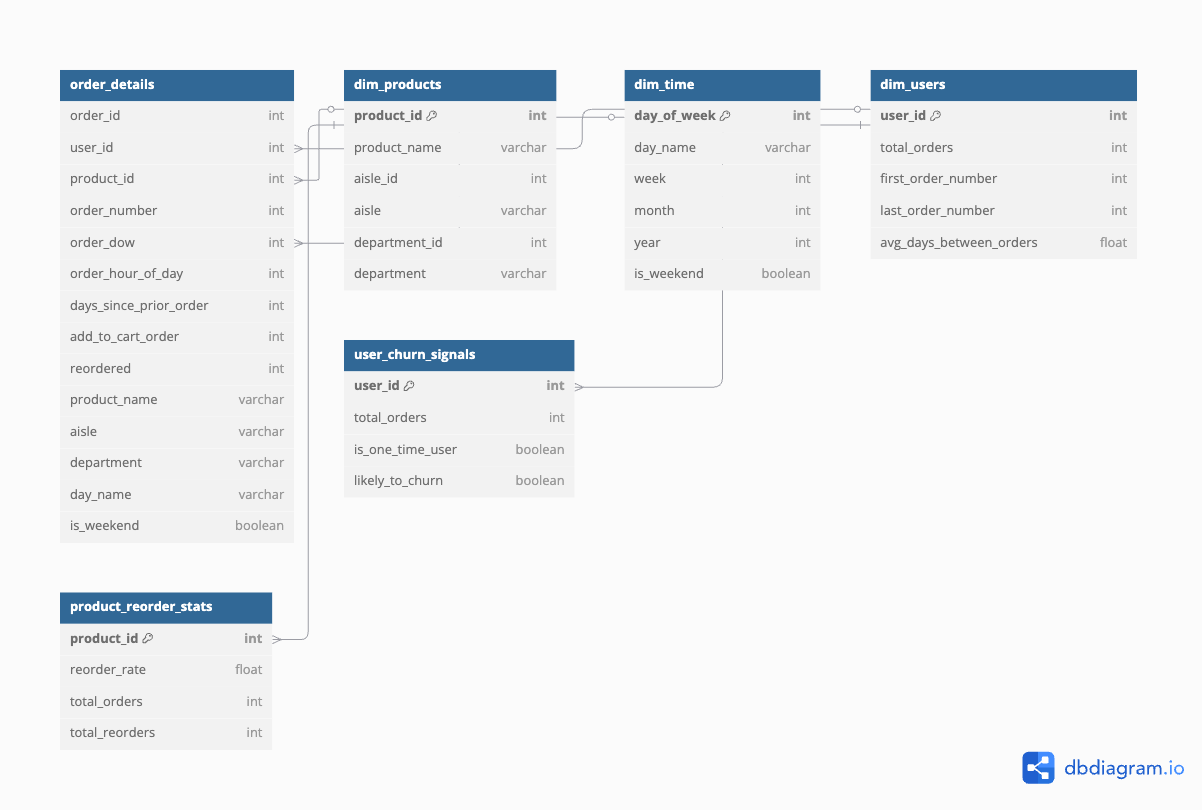 order_details
order_id int
user_id int
product_id int
order_number int
order_dow int
order_hour_of_day int
days_since_prior_order int
add_to_cart_order int
reordered int
product_name varchar
aisle varchar
department varchar
day_name varchar
is_weekend boolean
dim_products
product_id int
product_name varchar
aisle_id int
aisle varchar
department_id int
department varchar
dim_time
day_of_week int
day_name varchar
week int
month int
year int
is_weekend boolean
dim_users
user_id int
total_orders int
first_order_number int
last_order_number int
avg_days_between_orders float
user_churn_signals
user_id int
total_orders int
is_one_time_user boolean
likely_to_churn boolean
product_reorder_stats
product_id int
reorder_rate float
total_orders int
total_reorders int
dbdiagram.io